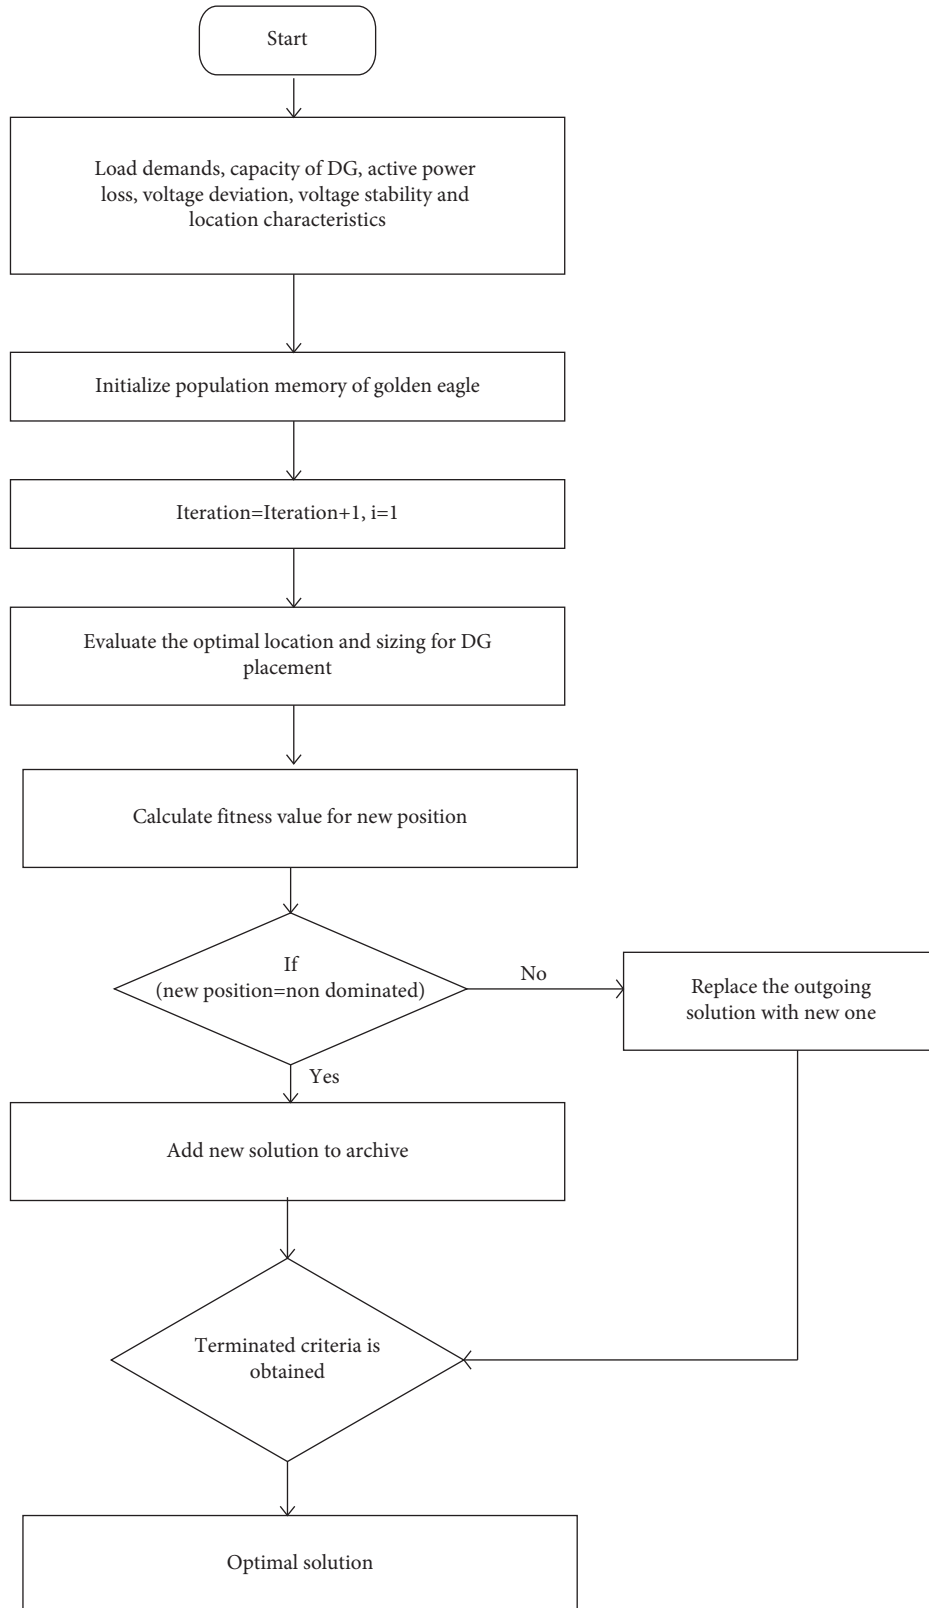 Start
Load demands, capacity of DG, active power
loss, voltage deviation, voltage stability and
location characteristics
Initialize population memory of golden eagle
Iteration=Iteration+1, i=1
Evaluate the optimal location and sizing for DG
placement
Calculate fitness value for new position
If
(new position=non dominated)
No
Replace the outgoing
solution with new one
Yes
Add new solution to archive
Terminated criteria is
obtained
Optimal solution